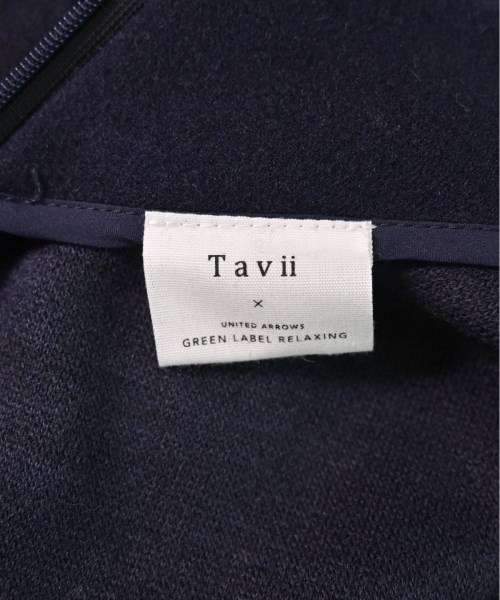 Tavii
×
UNITED ARROWS
GREEN LABEL RELAXING